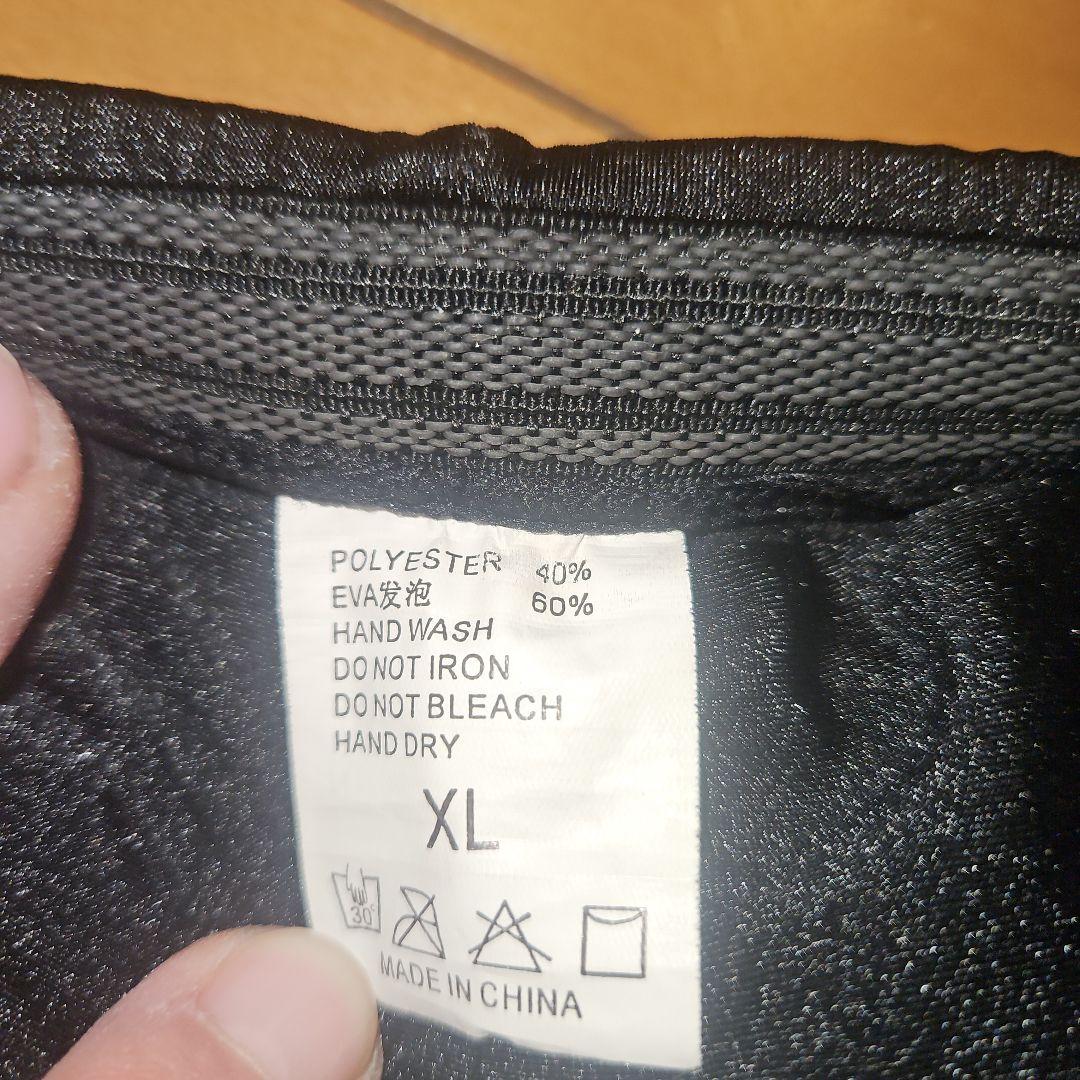 POLYESTER 40%
EVA发泡 60%
HAND WASH
DO NOT IRON
DO NOT BLEACH
HAND DRY
XL
30°
MADE IN CHINA